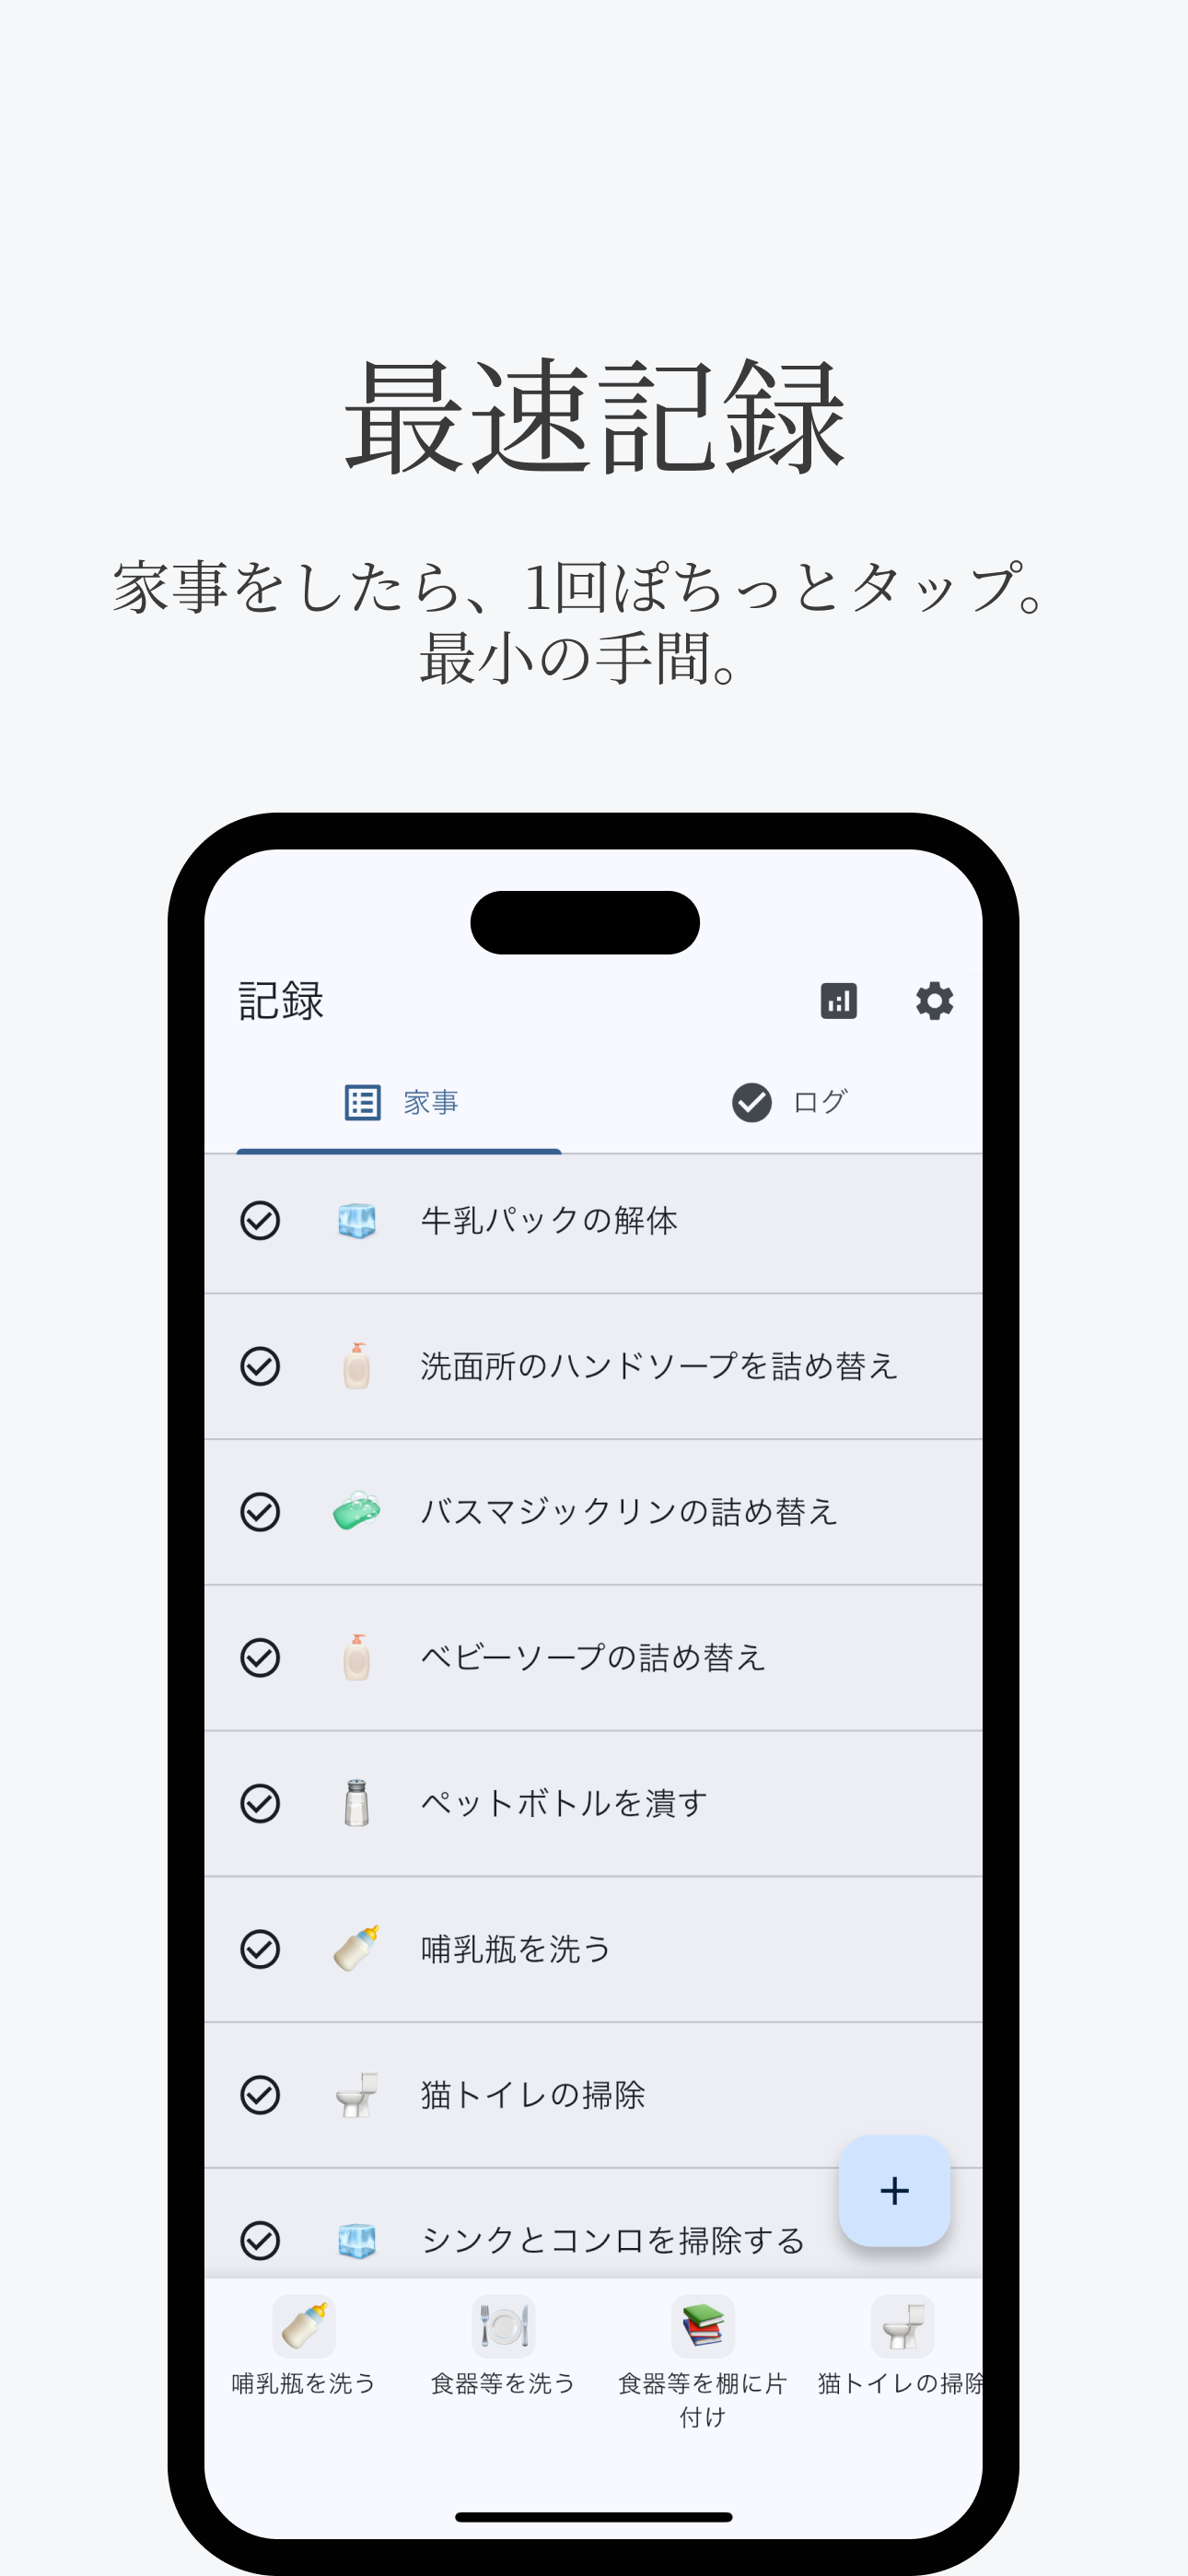 最速記録
家事をしたら、1回ぽちっとタップ。
最小の手間。
記録
家事
ログ
牛乳パックの解体
洗面所のハンドソープを詰め替え
バスマジックリンの詰め替え
ベビーソープの詰め替え
ペットボトルを潰す
哺乳瓶を洗う
猫トイレの掃除
シンクとコンロを掃除する
哺乳瓶を洗う
食器等を洗う
食器等を棚に片
付け
猫トイレの掃除